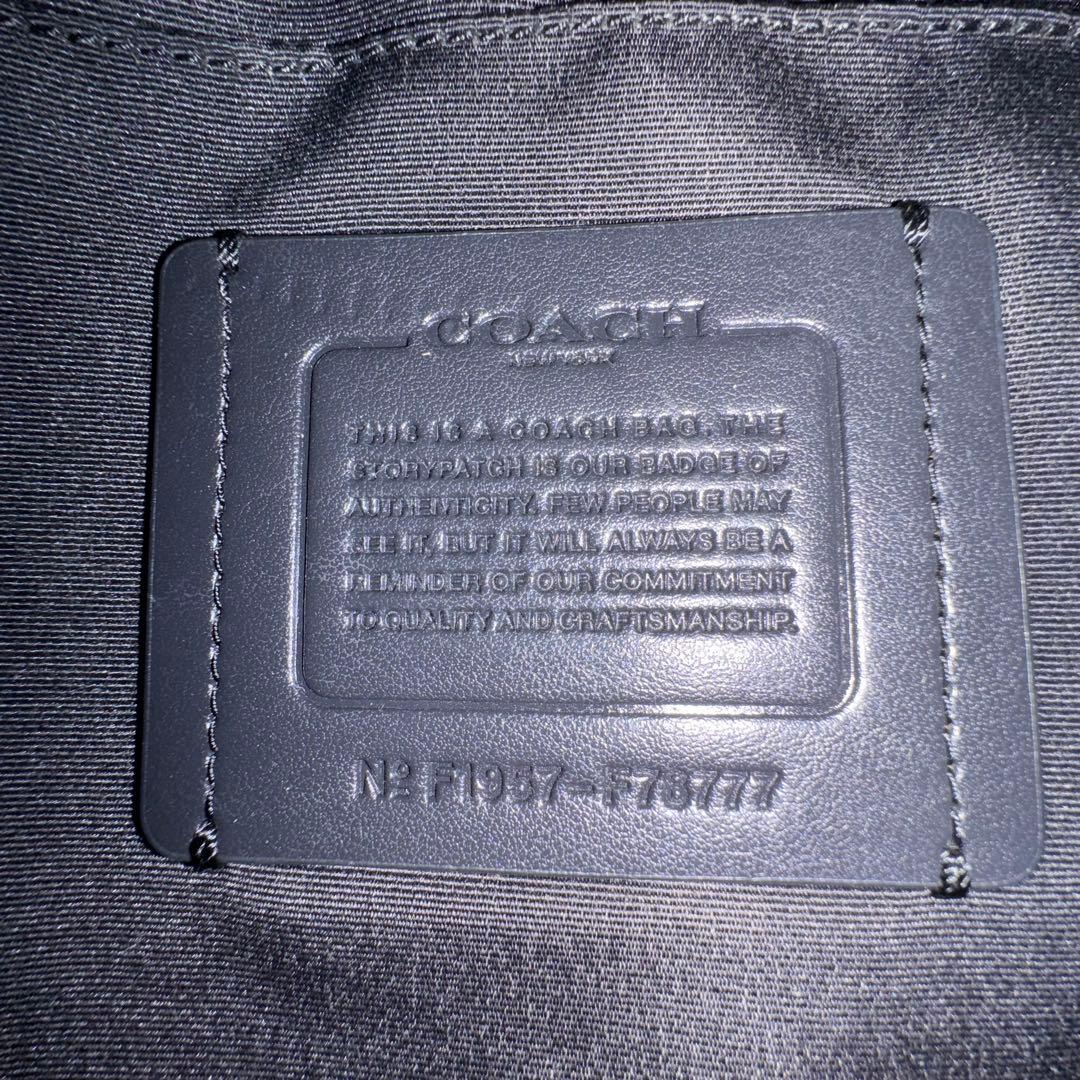 COACH
NEW YORK
THIS IS A COACH BAG. THE
STORYPATCH IS OUR BADGE OF
AUTHENTICITY. FEW PEOPLE MAY
SEE IT, BUT IT WILL ALWAYS BE A
REMINDER OF OUR COMMITMENT
TO QUALITY AND CRAFTSMANSHIP.
Nº F1957-F78777